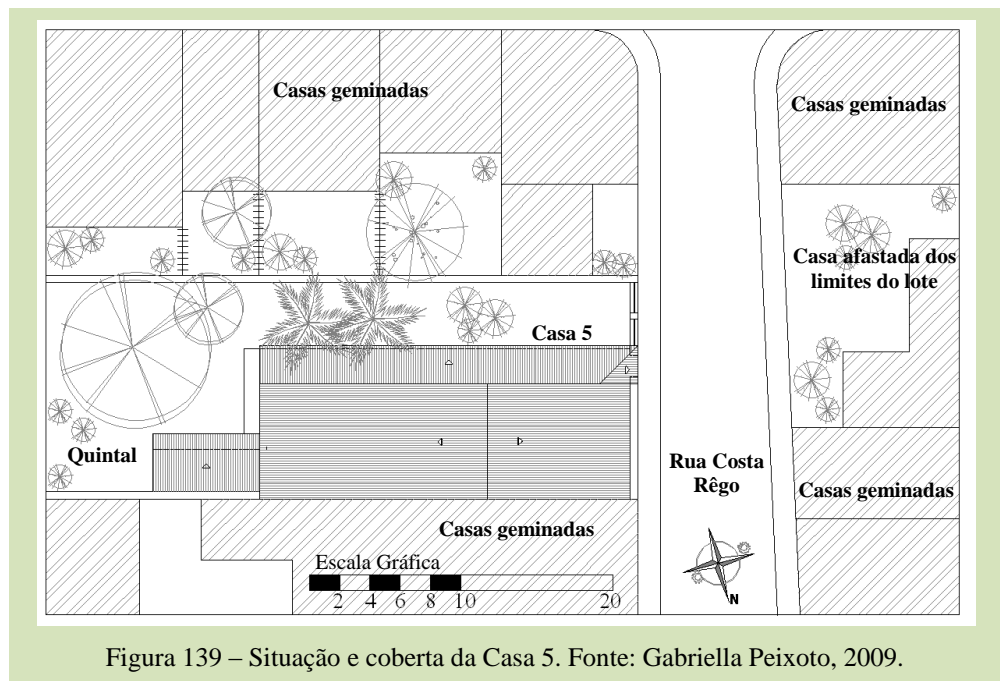 Casas geminadas
Casas geminadas
Casa afastada dos
limites do lote
Casa 5
Quintal
Rua Costa
Rêgo
Casas geminadas
Casas geminadas
Escala Gráfica
2 4 6 8 10 20
N
Figura 139 – Situação e coberta da Casa 5. Fonte: Gabriella Peixoto, 2009.